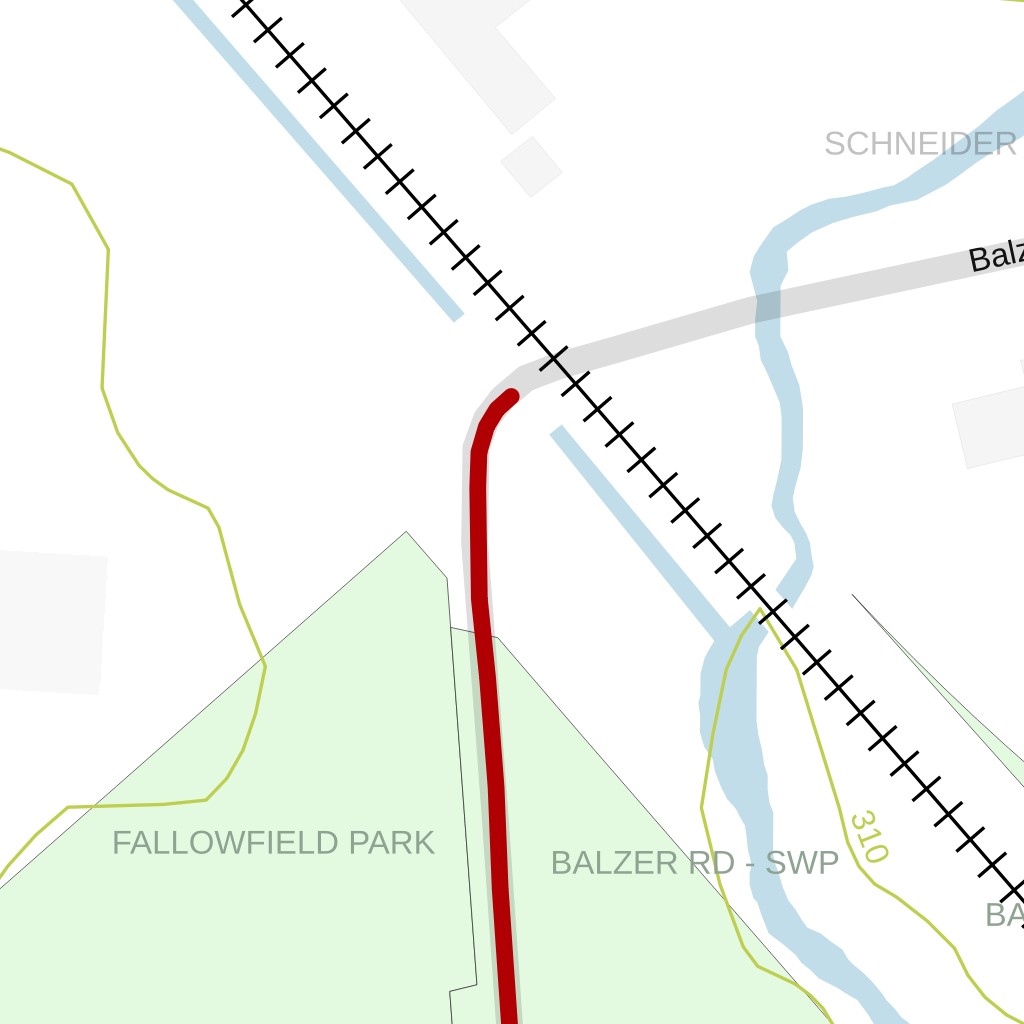 SCHNEIDER
Balz
FALLOWFIELD PARK
BALZER RD - SWP
310
BA